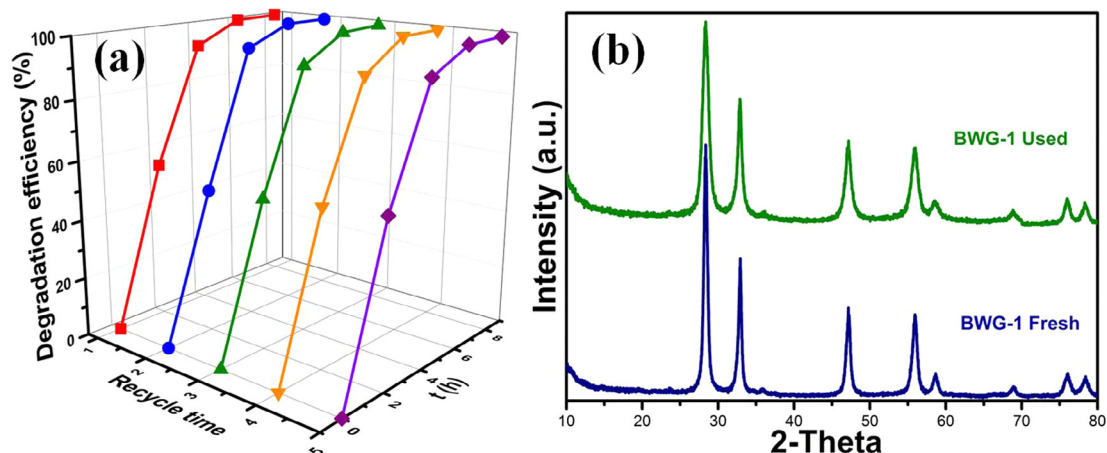 (a)
Degradation efficiency (%)
100
80
60
40
20
0
1
2
3
4
5
Recycle time
0
2
4
6
8
t (h)
(b)
Intensity (a.u.)
BWG-1 Used
BWG-1 Fresh
10 20 30 40 50 60 70 80
2-Theta